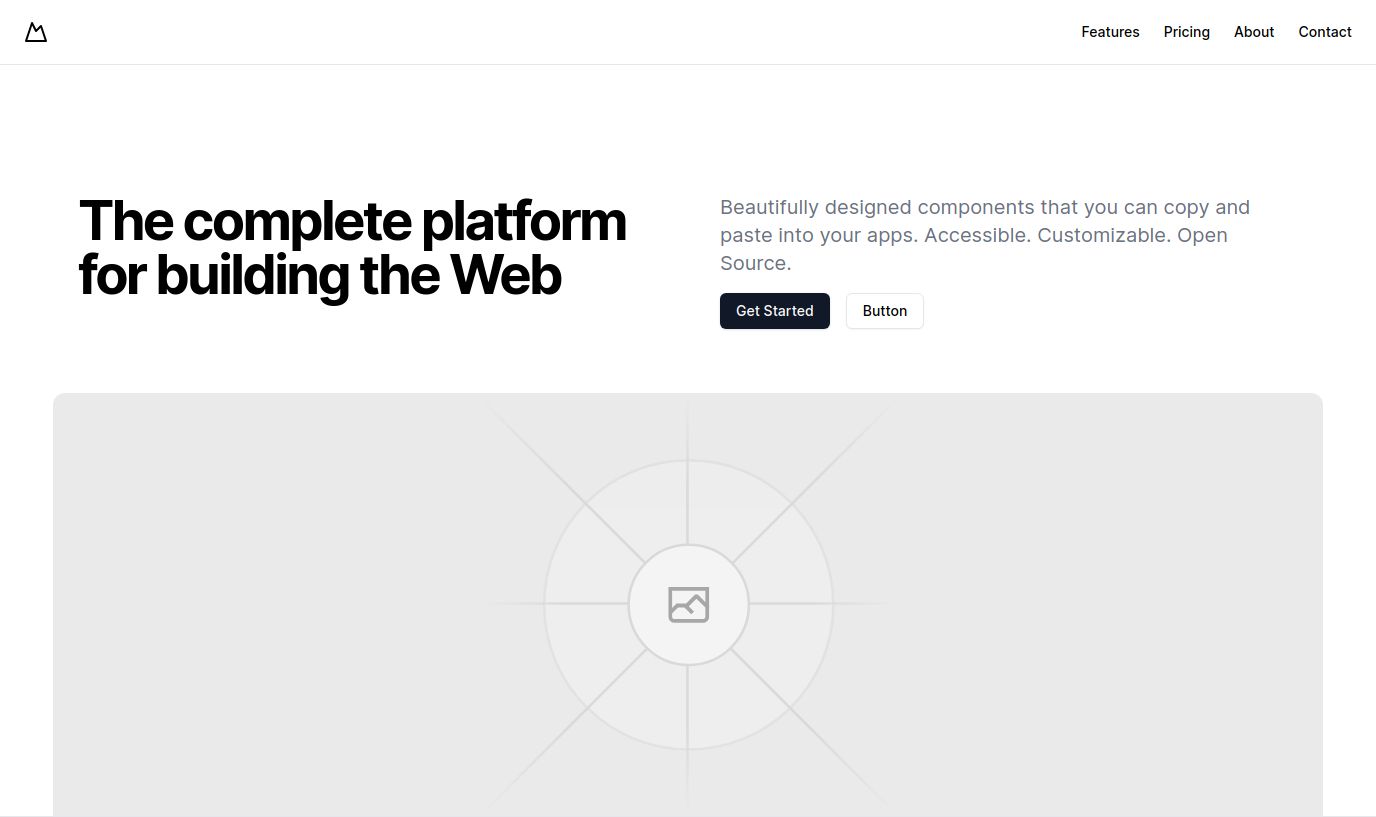 Features Pricing About Contact
The complete platform
for building the Web
Beautifully designed components that you can copy and
paste into your apps. Accessible. Customizable. Open
Source.
Get Started Button